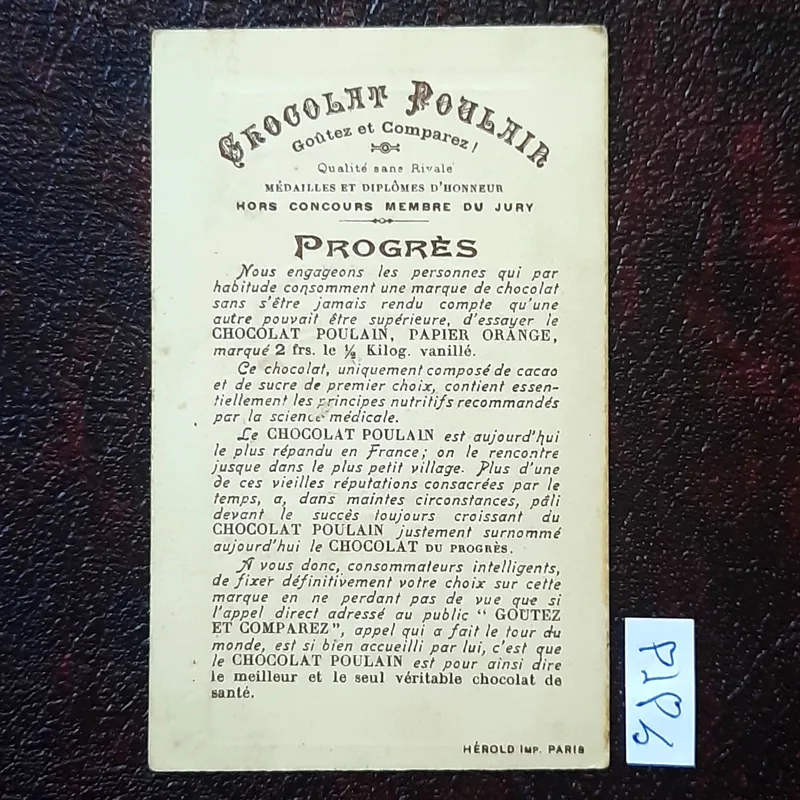 CHOCOLAT POULAIN
Goûtez et Comparez!
Qualité sans Rivale
MÉDAILLES ET DIPLÔMES D'HONNEUR
HORS CONCOURS MEMBRE DU JURY
PROGRÈS
Nous engageons les personnes qui par
habitude consomment une marque de chocolat
sans s'être jamais rendu compte qu'une
autre pouvait être supérieure, d'essayer le
CHOCOLAT POULAIN, PAPIER ORANGE,
marqué 2 frs. le ½ Kilog. vanillé.
Ce chocolat, uniquement composé de cacao
et de sucre de premier choix, contient essen-
tiellement les principes nutritifs recommandés
par la science médicale.
Le CHOCOLAT POULAIN est aujourd'hui
le plus répandu en France; on le rencontre
jusque dans le plus petit village. Plus d'une
de ces vieilles réputations consacrées par le
temps, a, dans maintes circonstances, pâli
devant le succès toujours croissant du
CHOCOLAT POULAIN justement surnommé
aujourd'hui le CHOCOLAT DU PROGRÈS.
A vous donc, consommateurs intelligents,
de fixer définitivement votre choix sur cette
marque en ne perdant pas de vue que si
l'appel direct adressé au public " GOUTEZ
ET COMPAREZ", appel qui a fait le tour du
monde, est si bien accueilli par lui, c'est que
le CHOCOLAT POULAIN est pour ainsi dire
le meilleur et le seul véritable chocolat de
santé.
HÉROLD IMP. PARIS